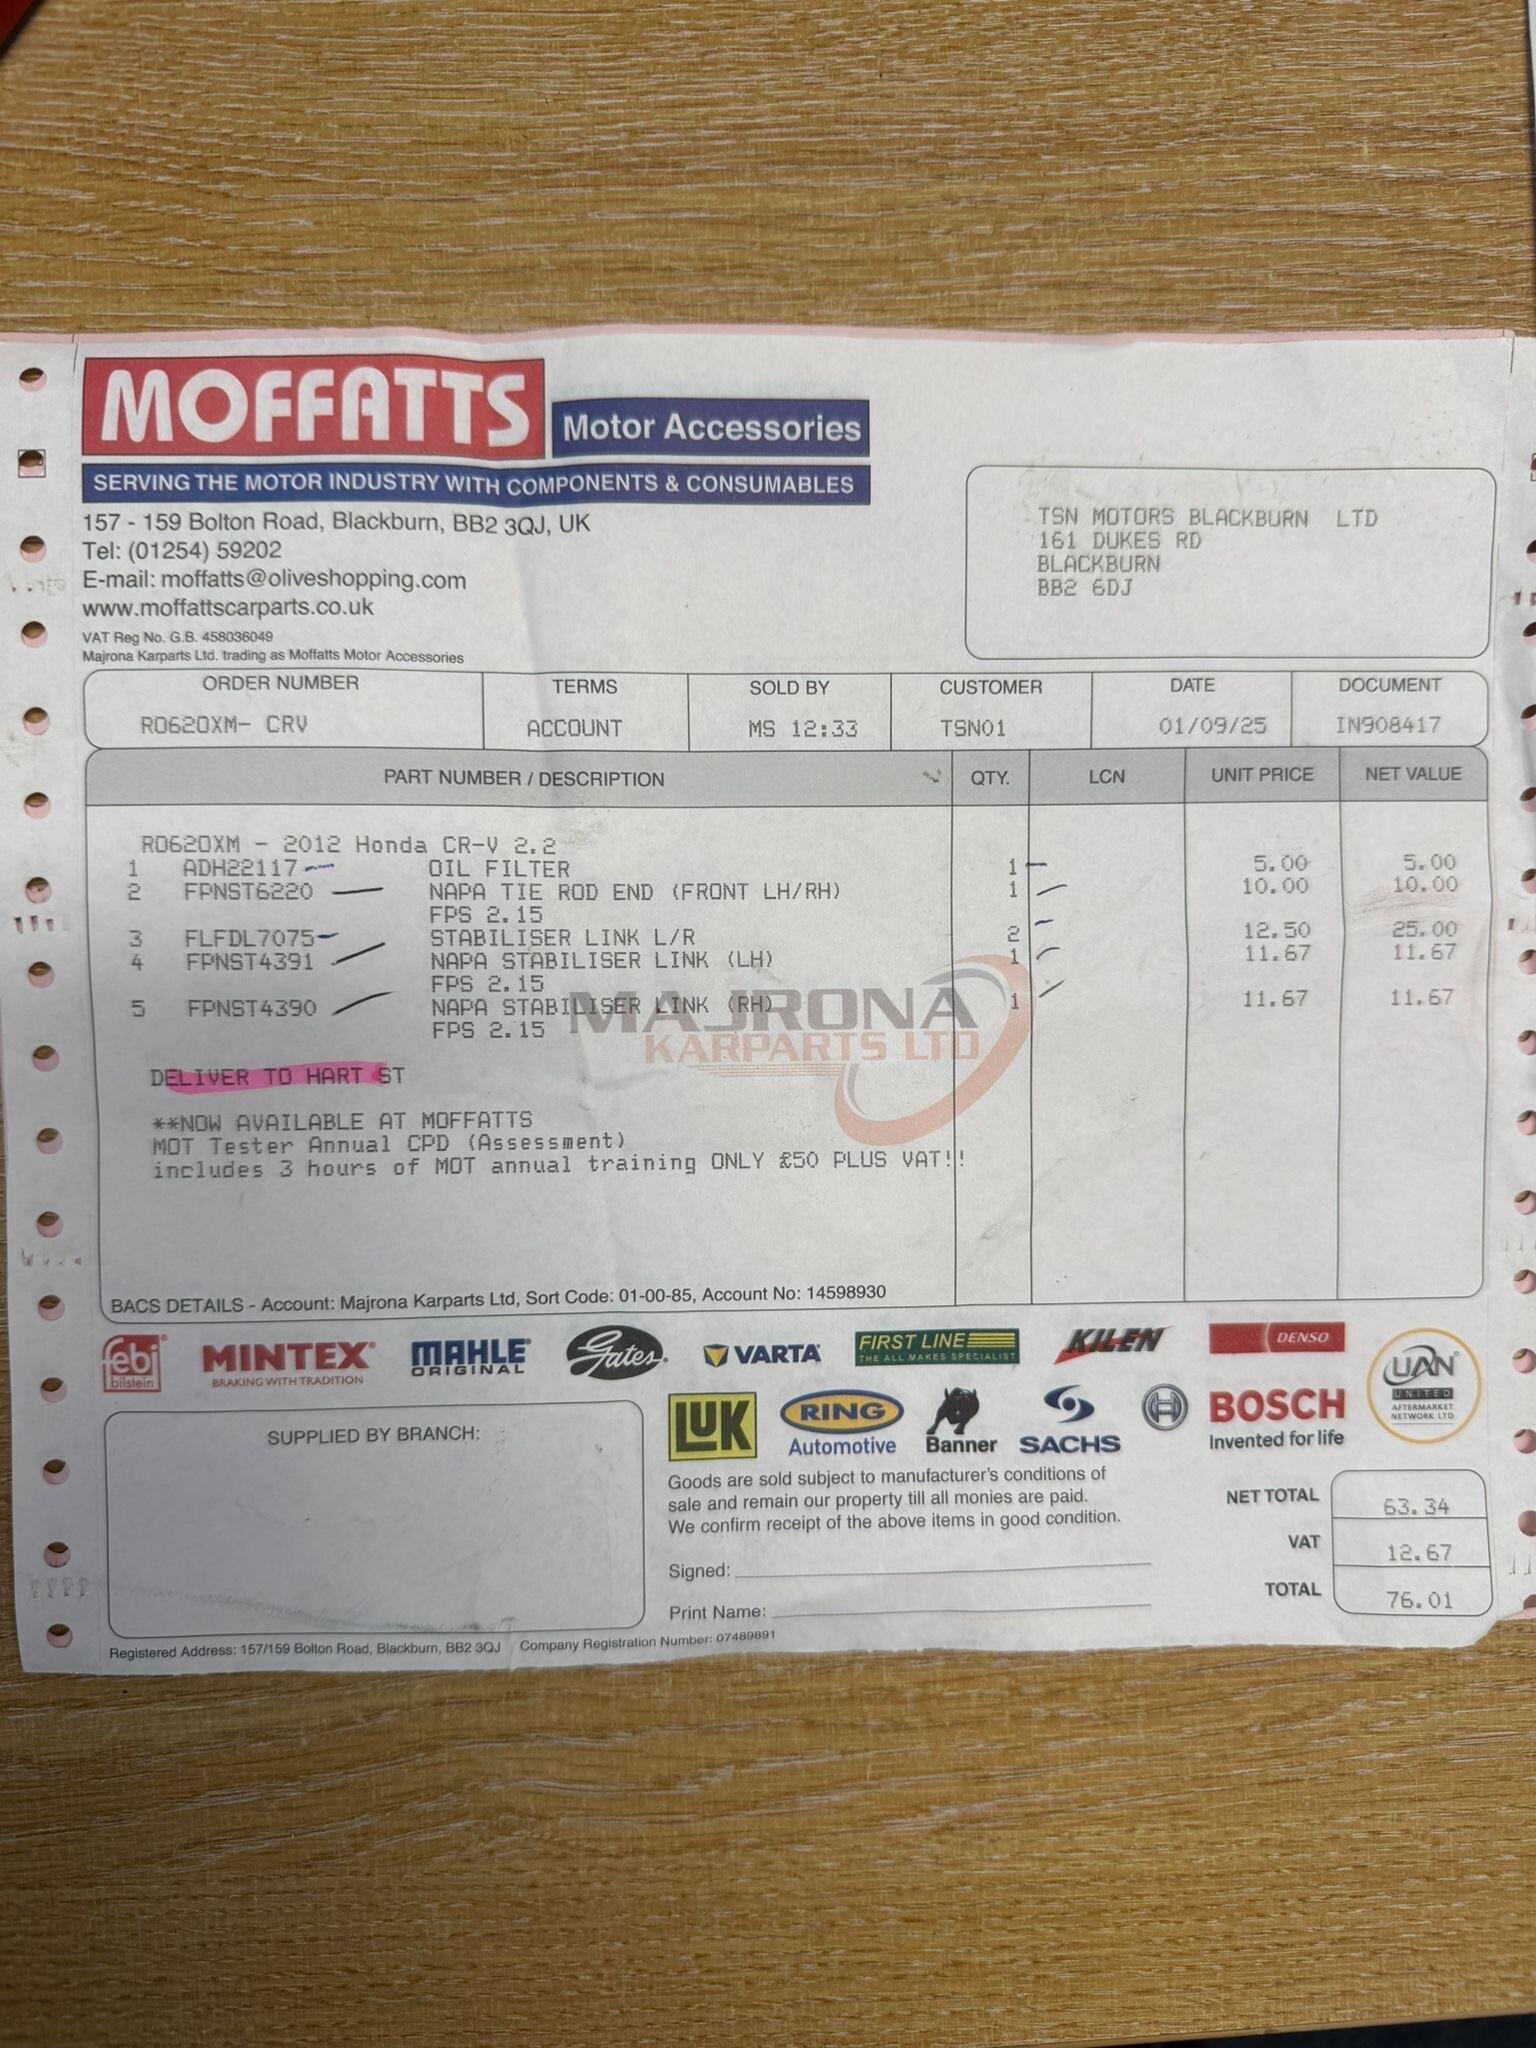 MOFFATTS
Motor Accessories
SERVING THE MOTOR INDUSTRY WITH COMPONENTS & CONSUMABLES
157 - 159 Bolton Road, Blackburn, BB2 3QJ, UK
Tel: (01254) 59202
E-mail: moffatts@oliveshopping.com
www.moffattscarparts.co.uk
VAT Reg No. G.B. 458036049
Majrona Karparts Ltd. trading as Moffatts Motor Accessories
TSN MOTORS BLACKBURN LTD
161 DUKES RD
BLACKBURN
BB2 6DJ
ORDER NUMBER TERMS SOLD BY CUSTOMER DATE DOCUMENT
RO62OXM- CRV ACCOUNT MS 12:33 TSN01 01/09/25 IN908417
PART NUMBER / DESCRIPTION QTY. LCN UNIT PRICE NET VALUE
RO62OXM - 2012 Honda CR-V 2.2
1 ADH22117 OIL FILTER 1 5.00 5.00
2 FPNST6220 NAPA TIE ROD END (FRONT LH/RH) 1 10.00 10.00
FPS 2.15
3 FLFDL7075 STABILISER LINK L/R 2 12.50 25.00
4 FPNST4391 NAPA STABILISER LINK (LH) 1 11.67 11.67
FPS 2.15
5 FPNST4390 NAPA STABILISER LINK (RH) 1 11.67 11.67
FPS 2.15
MAJRONA
KARPARTS LTD
DELIVER TO HART ST
**NOW AVAILABLE AT MOFFATTS
MOT Tester Annual CPD (Assessment)
includes 3 hours of MOT annual training ONLY £50 PLUS VAT!!
BACS DETAILS - Account: Majrona Karparts Ltd, Sort Code: 01-00-85, Account No: 14598930
febi bilstein
MINTEX
BRAKING WITH TRADITION
MAHLE
ORIGINAL
Gates
VARTA
FIRST LINE
THE ALL MAKES SPECIALIST
KILEN
DENSO
UAN
UNITED
AFTERMARKET
NETWORK LTD
LUK
RING
Automotive
Banner
SACHS
BOSCH
Invented for life
SUPPLIED BY BRANCH:
Goods are sold subject to manufacturer's conditions of
sale and remain our property till all monies are paid.
We confirm receipt of the above items in good condition.
Signed:
Print Name:
NET TOTAL 63.34
VAT 12.67
TOTAL 76.01
Registered Address: 157/159 Bolton Road, Blackburn, BB2 3QJ Company Registration Number: 07489891